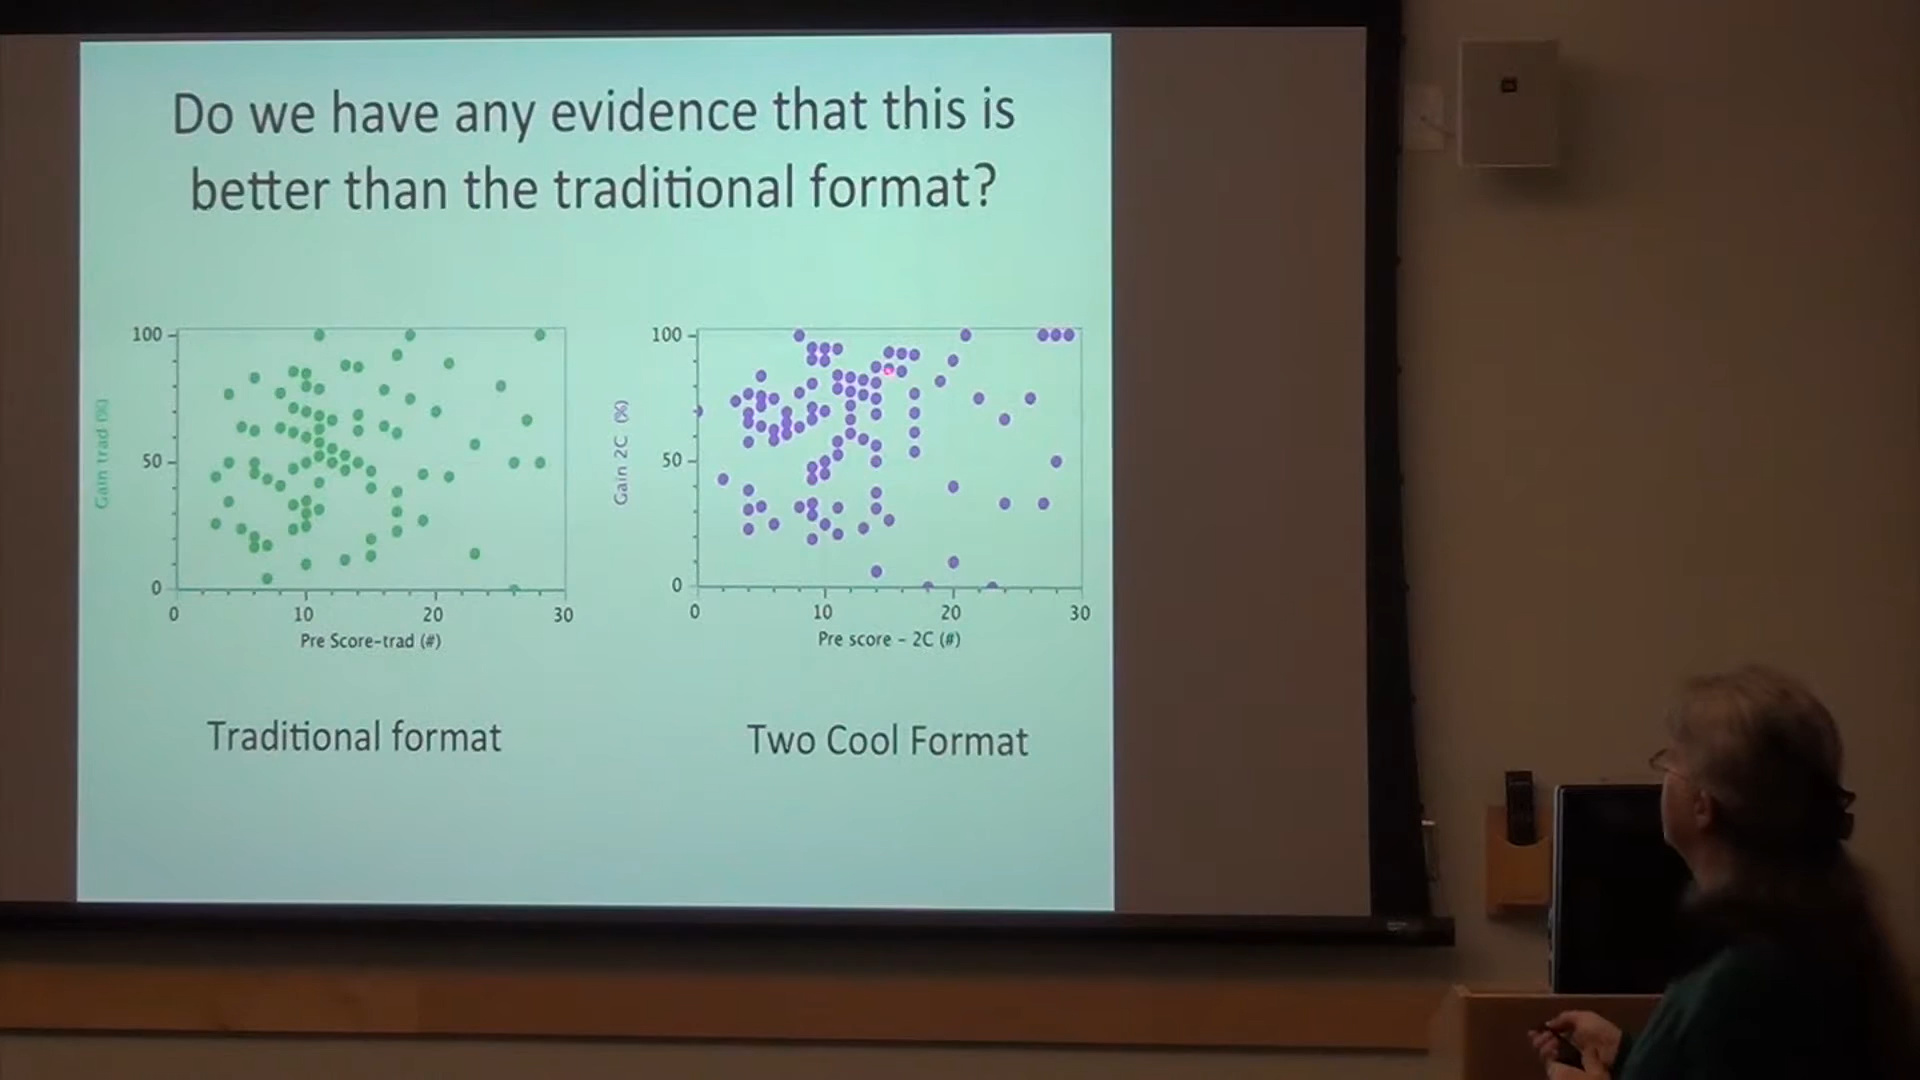 Do we have any evidence that this is
better than the traditional format?
100
50
0
0 10 20 30
Gain trad (%)
Pre Score-trad (#)
100
50
0
0 10 20 30
Gain 2C (%)
Pre score - 2C (#)
Traditional format
Two Cool Format